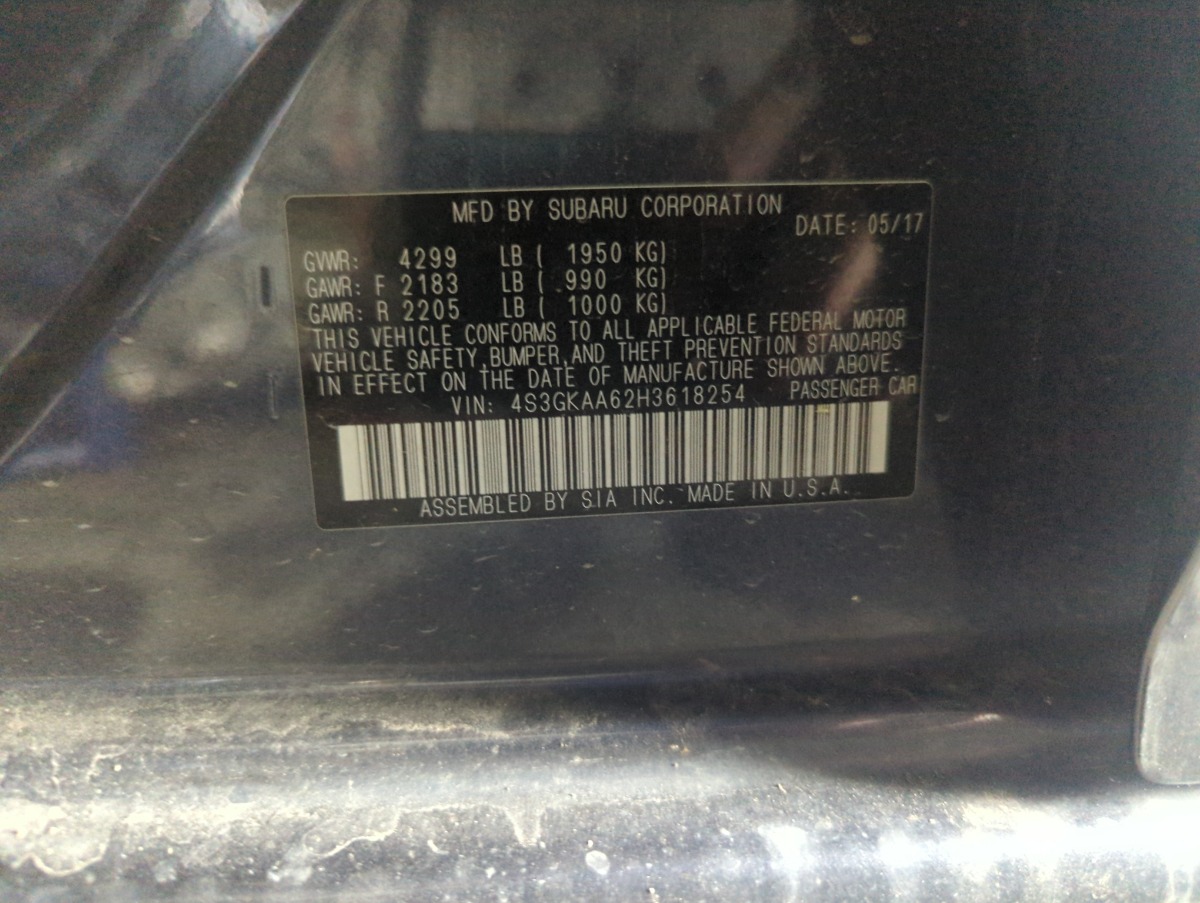 MFD BY SUBARU CORPORATION
DATE: 05/17
GVWR: 4299 LB ( 1950 KG)
GAWR: F 2183 LB ( 990 KG)
GAWR: R 2205 LB ( 1000 KG)
THIS VEHICLE CONFORMS TO ALL APPLICABLE FEDERAL MOTOR
VEHICLE SAFETY,BUMPER,AND THEFT PREVENTION STANDARDS
IN EFFECT ON THE DATE OF MANUFACTURE SHOWN ABOVE.
VIN: 4S3GKAA62H3618254 PASSENGER CAR
ASSEMBLED BY SIA INC. MADE IN U.S.A.